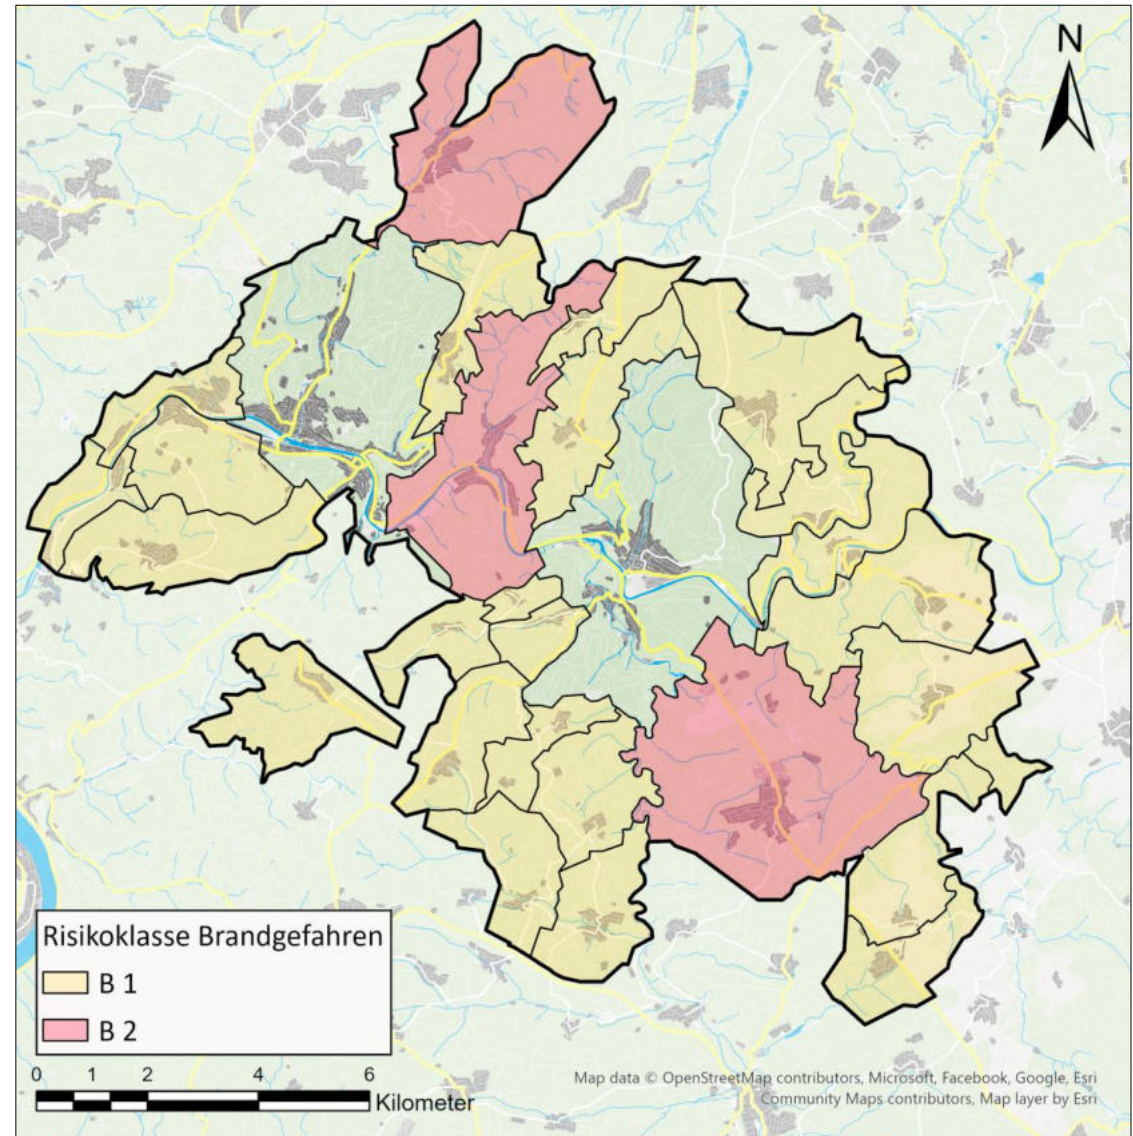 N
Risikoklasse Brandgefahren
B 1
B 2
0 1 2 4 6
Kilometer
Map data © OpenStreetMap contributors, Microsoft, Facebook, Google, Esri
Community Maps contributors, Map layer by Esri